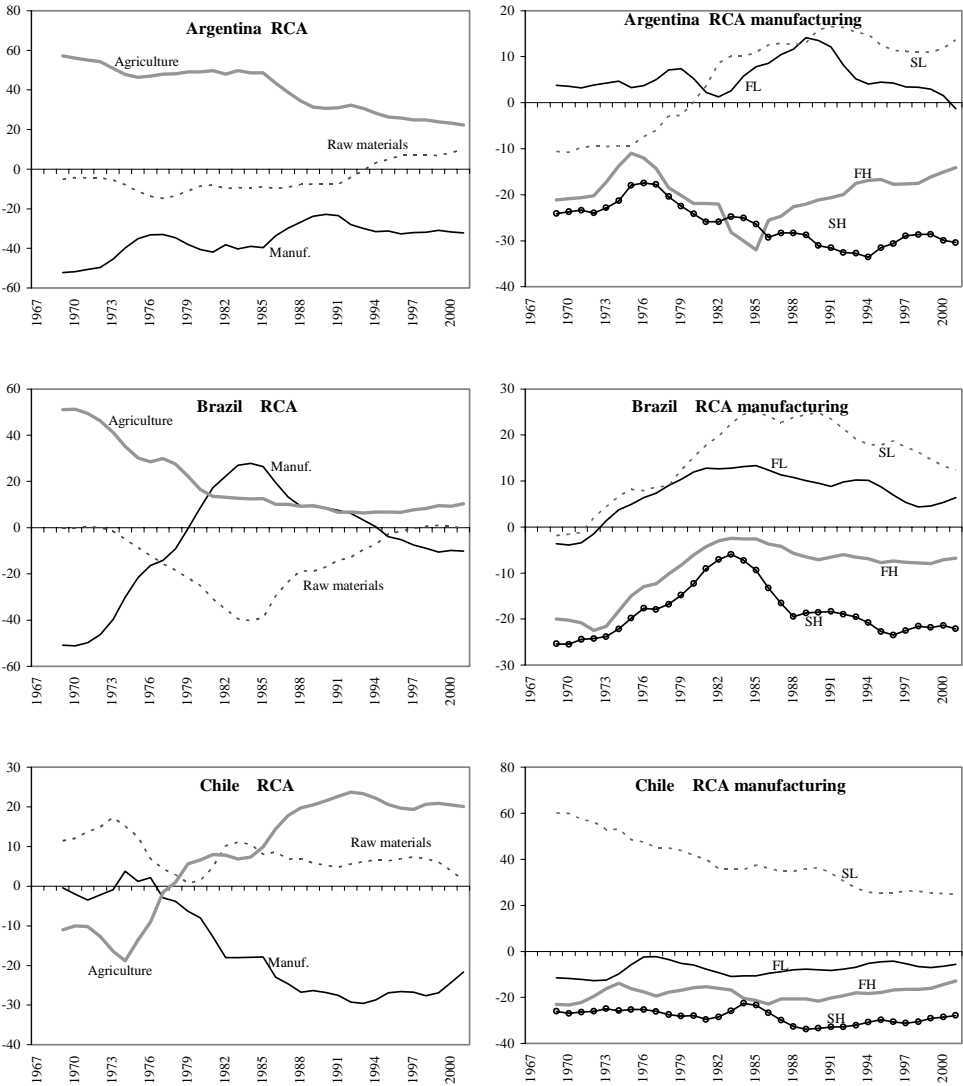 Argentina RCA
80
60
40
20
0
-20
-40
-60
Agriculture
Raw materials
Manuf.
1967 1970 1973 1976 1979 1982 1985 1988 1991 1994 1997 2000
Argentina RCA manufacturing
20
10
0
-10
-20
-30
-40
SL
FL
FH
SH
1967 1970 1973 1976 1979 1982 1985 1988 1991 1994 1997 2000
Brazil RCA
60
40
20
0
-20
-40
-60
Agriculture
Manuf.
Raw materials
1967 1970 1973 1976 1979 1982 1985 1988 1991 1994 1997 2000
Brazil RCA manufacturing
30
20
10
0
-10
-20
-30
SL
FL
FH
SH
1967 1970 1973 1976 1979 1982 1985 1988 1991 1994 1997 2000
Chile RCA
30
20
10
0
-10
-20
-30
-40
Raw materials
Agriculture
Manuf.
1967 1970 1973 1976 1979 1982 1985 1988 1991 1994 1997 2000
Chile RCA manufacturing
80
60
40
20
0
-20
-40
SL
FL
FH
SH
1967 1970 1973 1976 1979 1982 1985 1988 1991 1994 1997 2000